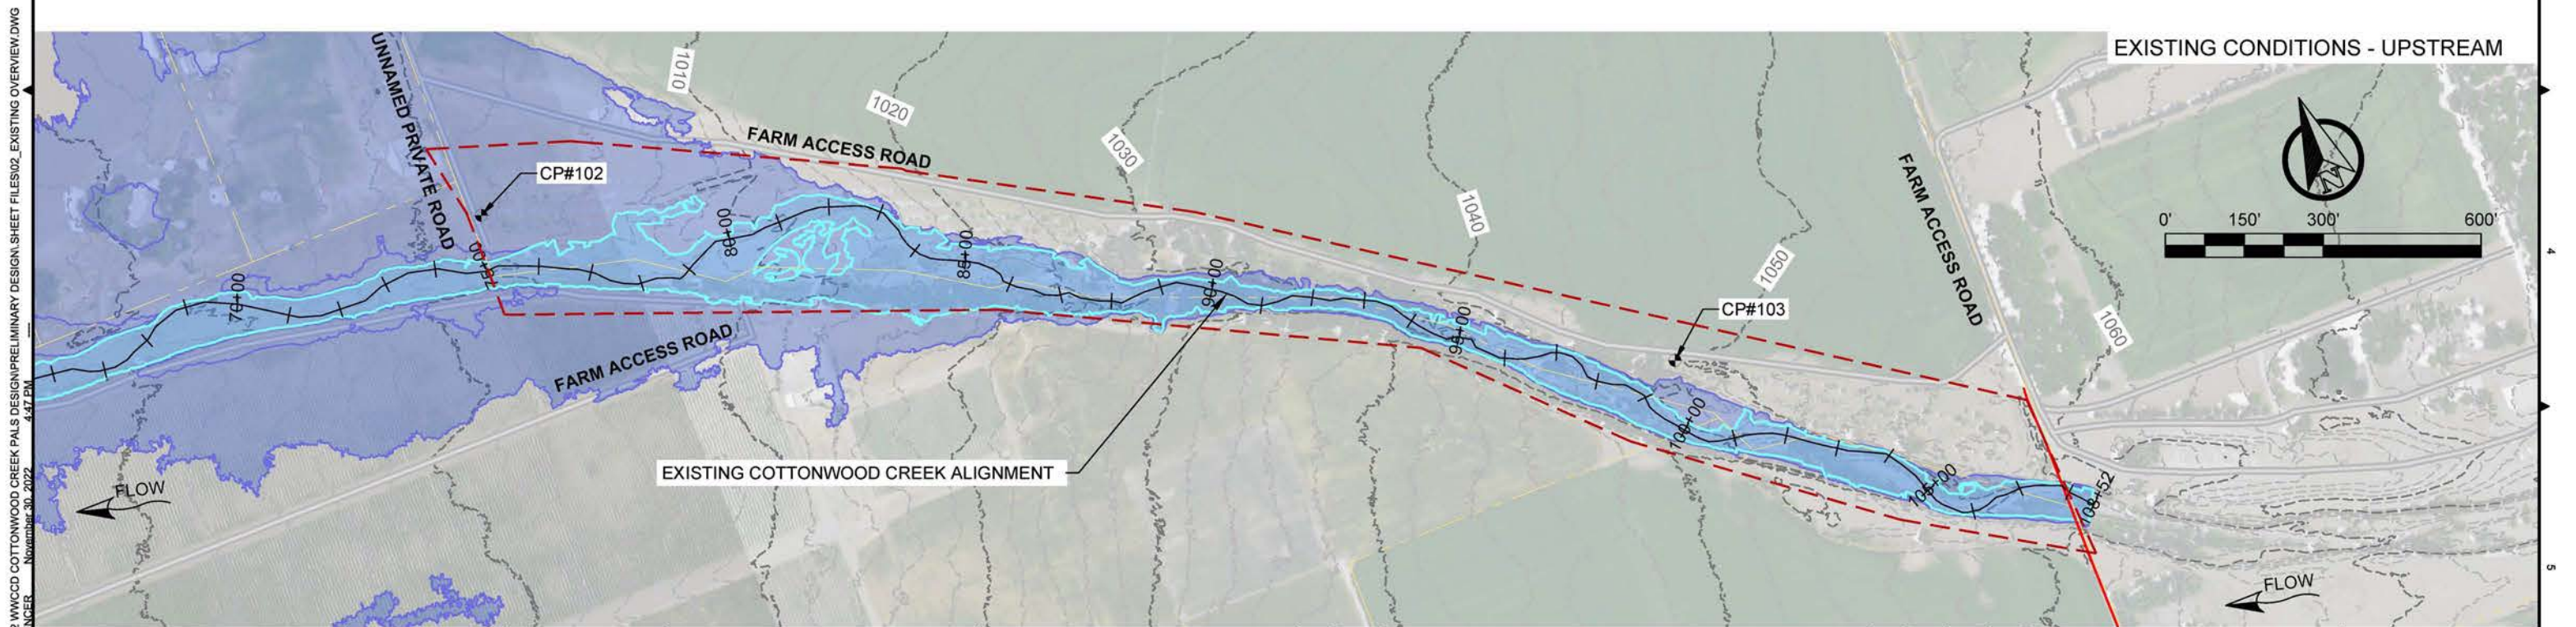 EXISTING CONDITIONS - UPSTREAM
UNNAMED PRIVATE ROAD
1010
1020
1030
1040
1050
1060
FARM ACCESS ROAD
FARM ACCESS ROAD
FARM ACCESS ROAD
CP#102
CP#103
N
0' 150' 300' 600'
70+00
75+00
80+00
85+00
90+00
95+00
100+00
105+00
108+52
EXISTING COTTONWOOD CREEK ALIGNMENT
FLOW
FLOW
4
5
WWCCD COTTONWOOD CREEK PALS DESIGN\PRELIMINARY DESIGN\SHEET FILES\02_EXISTING OVERVIEW.DWG
November 30, 2022 4:47 PM